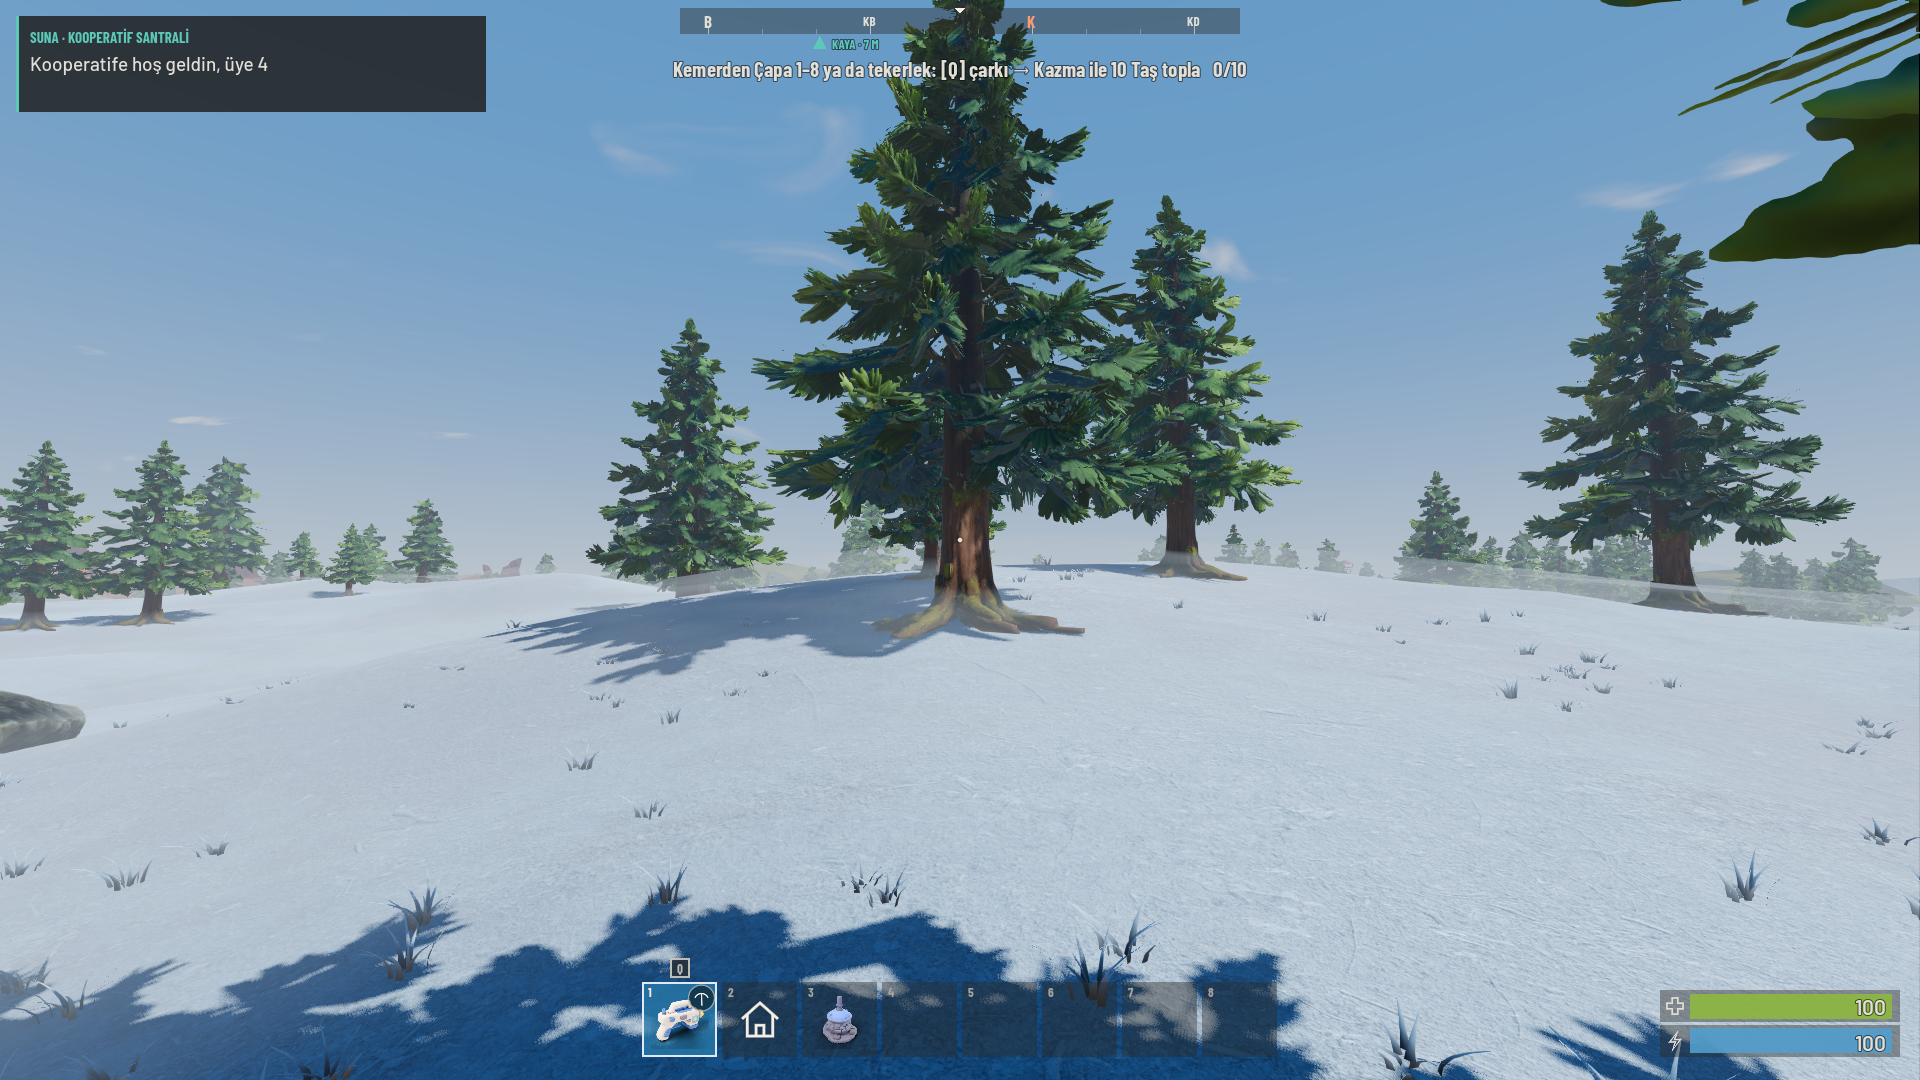 SUNA · KOOPERATİF SANTRALİ
Kooperatife hoş geldin, üye 4
B KB K KD
KAYA · 7 M
Kemerden Çapa 1-8 ya da tekerlek: [Q] çarkı → Kazma ile 10 Taş topla 0/10
Q
1 2 3 4 5 6 7 8
100
100